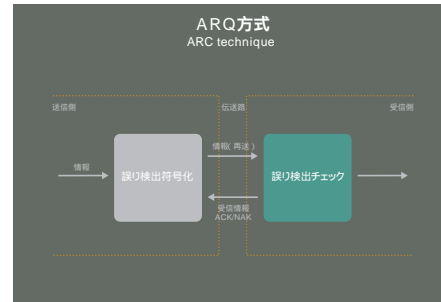 ARQ方式
ARC technique
送信側
伝送路
受信側
情報
誤り検出符号化
情報( 再送 )
受信情報
ACK/NAK
誤り検出チェック